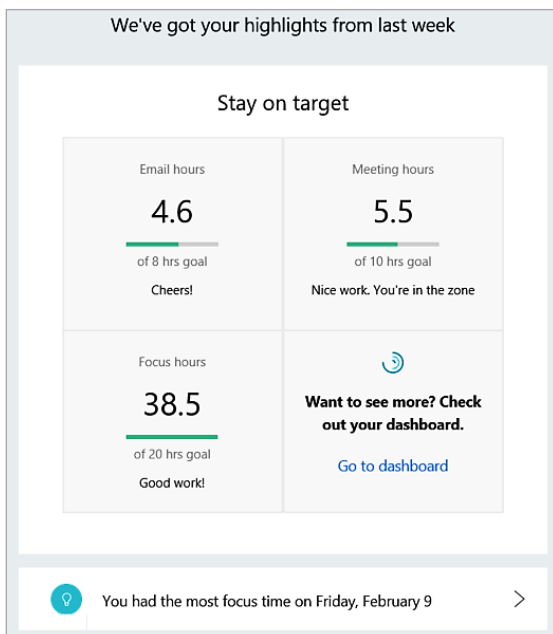 We've got your highlights from last week
Stay on target
Email hours
4.6
of 8 hrs goal
Cheers!
Meeting hours
5.5
of 10 hrs goal
Nice work. You're in the zone
Focus hours
38.5
of 20 hrs goal
Good work!
Want to see more? Check
out your dashboard.
Go to dashboard
You had the most focus time on Friday, February 9